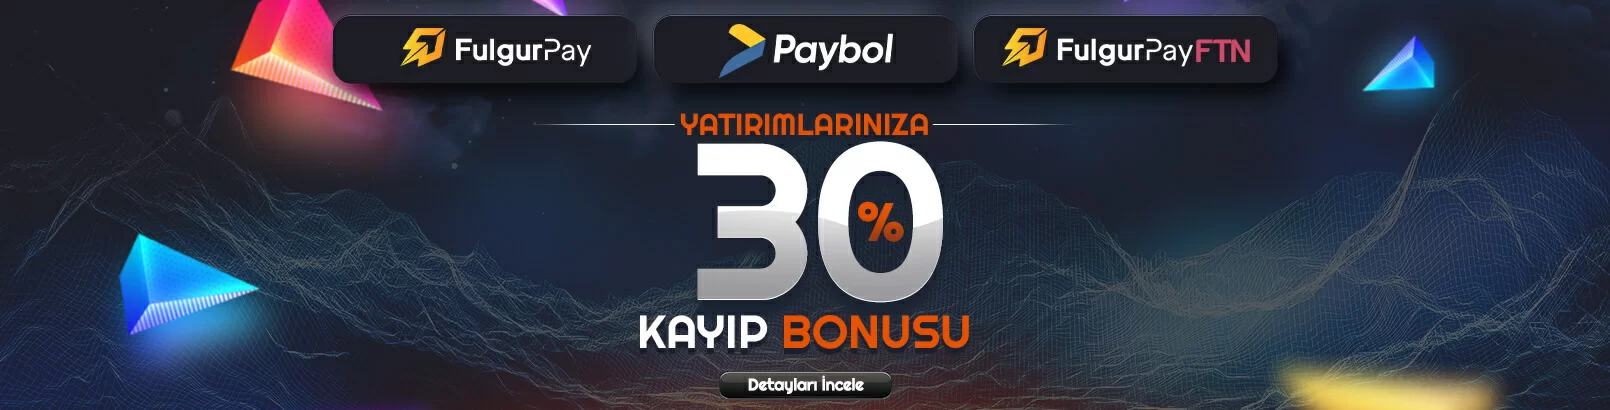 FulgurPay
Paybol
FulgurPayFTN
YATIRIMLARINIZA
30
%
KAYIP BONUSU
Detayları İncele